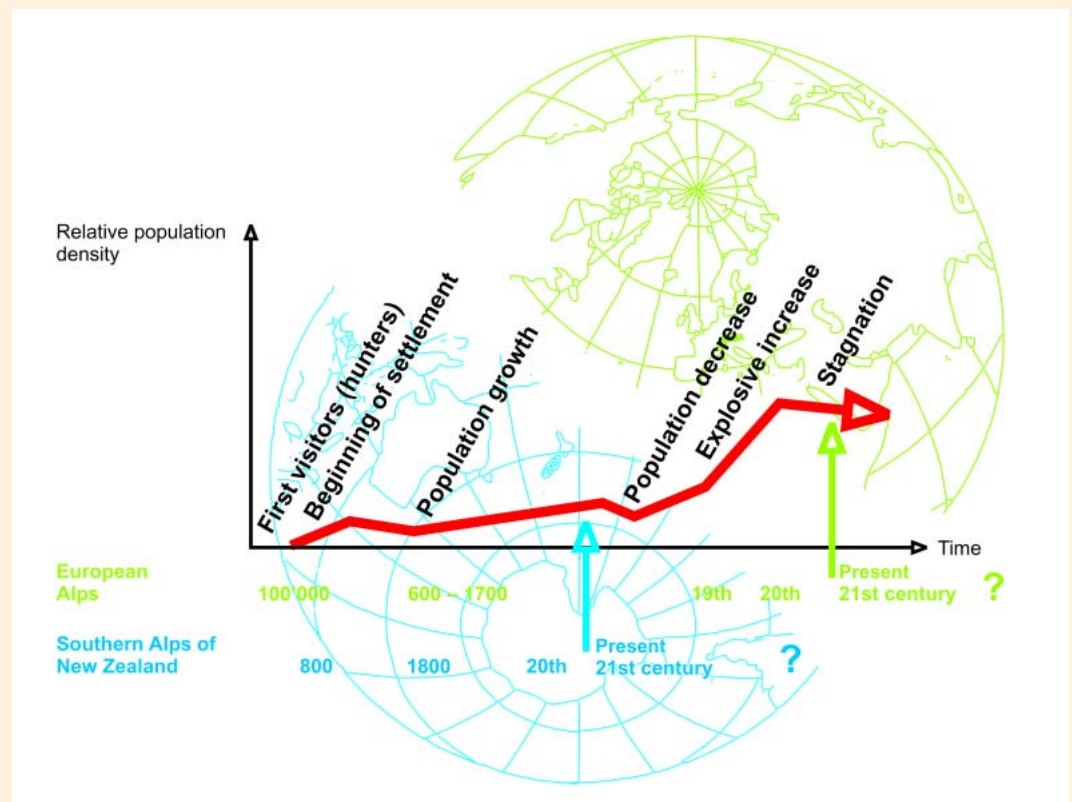 Relative population
density
First visitors (hunters)
Beginning of settlement
Population growth
Population decrease
Explosive increase
Stagnation
Time
European
Alps
100'000
600 – 1700
19th
20th
Present
21st century
?
Southern Alps of
New Zealand
800
1800
20th
Present
21st century
?